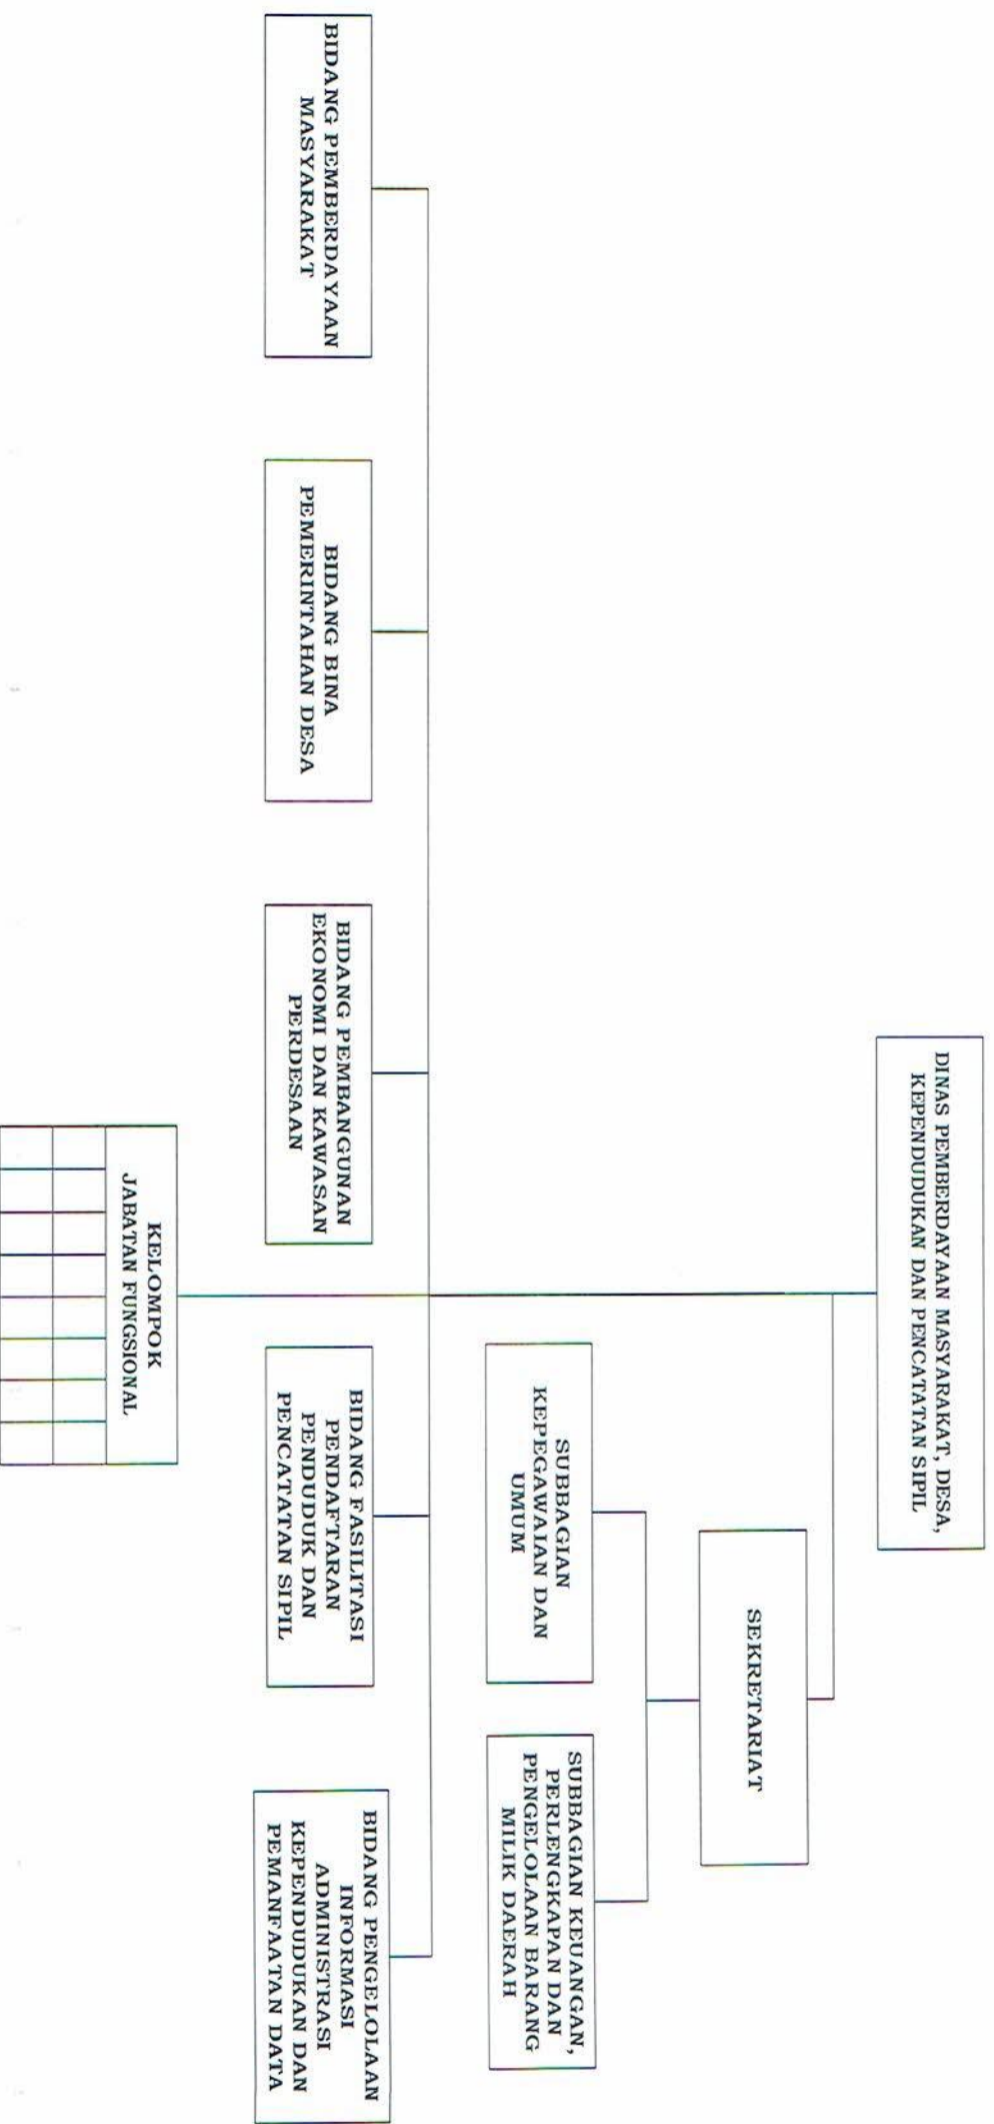 DINAS PEMBERDAYAAN MASYARAKAT, DESA,
KEPENDUDUKAN DAN PENCATATAN SIPIL
SEKRETARIAT
SUBBAGIAN
KEPEGAWAIAN DAN
UMUM
SUBBAGIAN KEUANGAN,
PERLENGKAPAN DAN
PENGELOLAAN BARANG
MILIK DAERAH
BIDANG PEMBERDAYAAN
MASYARAKAT
BIDANG BINA
PEMERINTAHAN DESA
BIDANG PEMBANGUNAN
EKONOMI DAN KAWASAN
PERDESAAN
BIDANG FASILITASI
PENDAFTARAN
PENDUDUK DAN
PENCATATAN SIPIL
BIDANG PENGELOLAAN
INFORMASI
ADMINISTRASI
KEPENDUDUKAN DAN
PEMANFAATAN DATA
KELOMPOK
JABATAN FUNGSIONAL